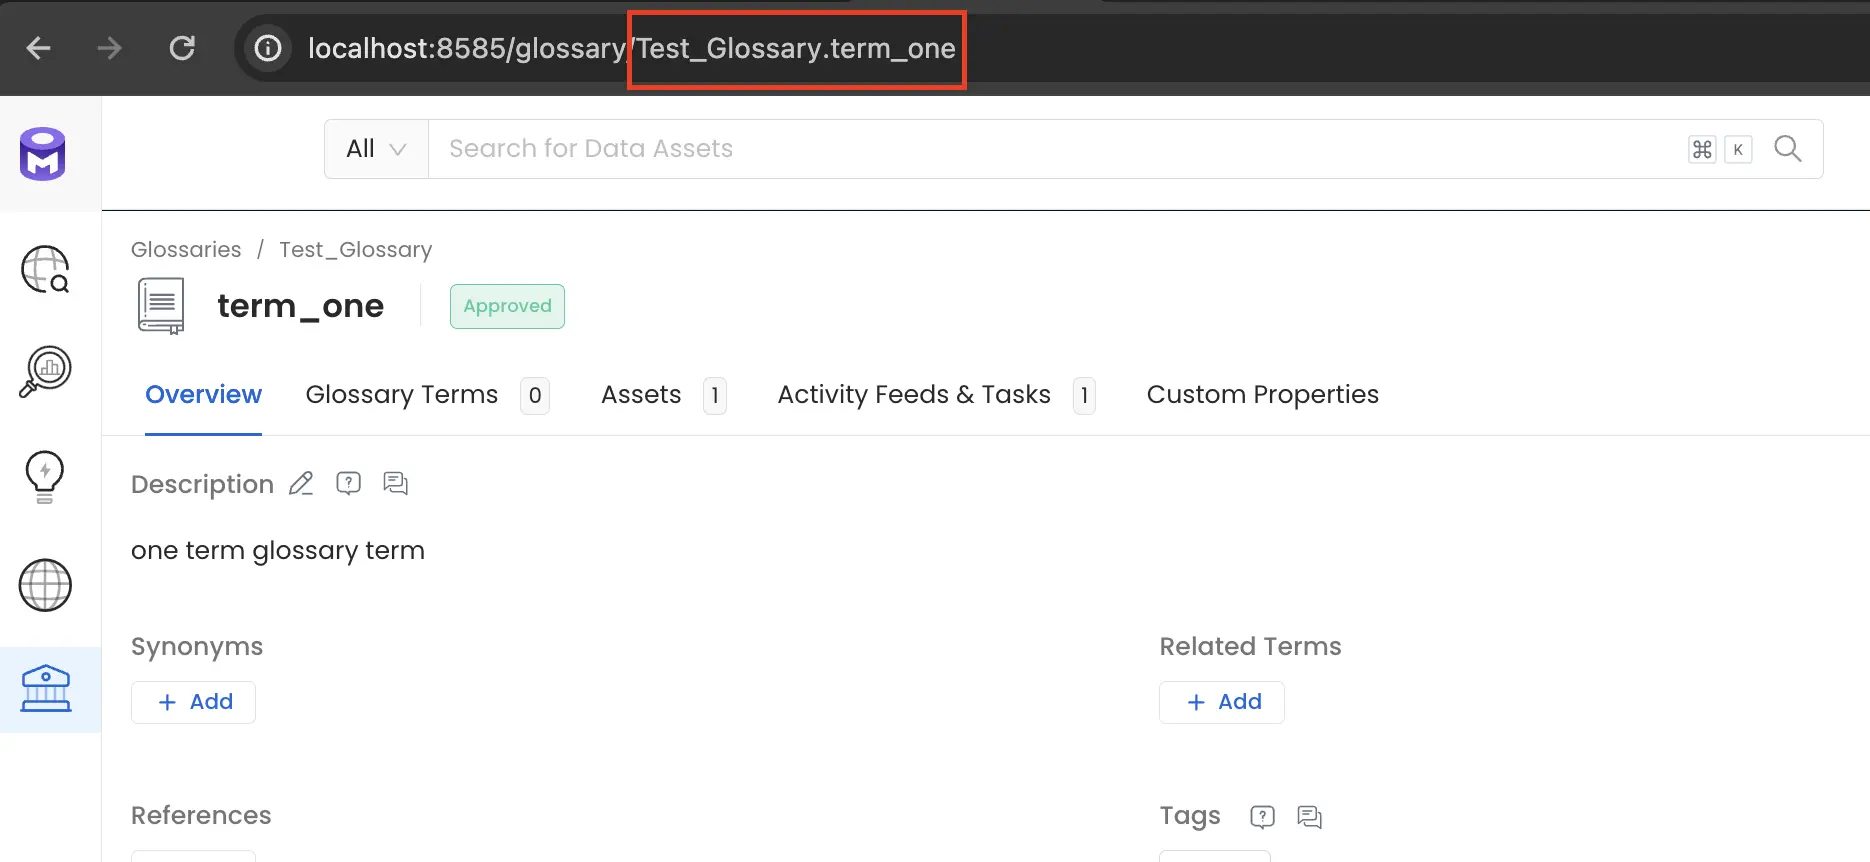 localhost:8585/glossary/Test_Glossary.term_one
All
Search for Data Assets
⌘ K
Glossaries / Test_Glossary
term_one
Approved
Overview
Glossary Terms 0
Assets 1
Activity Feeds & Tasks 1
Custom Properties
Description
one term glossary term
Synonyms
+ Add
Related Terms
+ Add
References
Tags